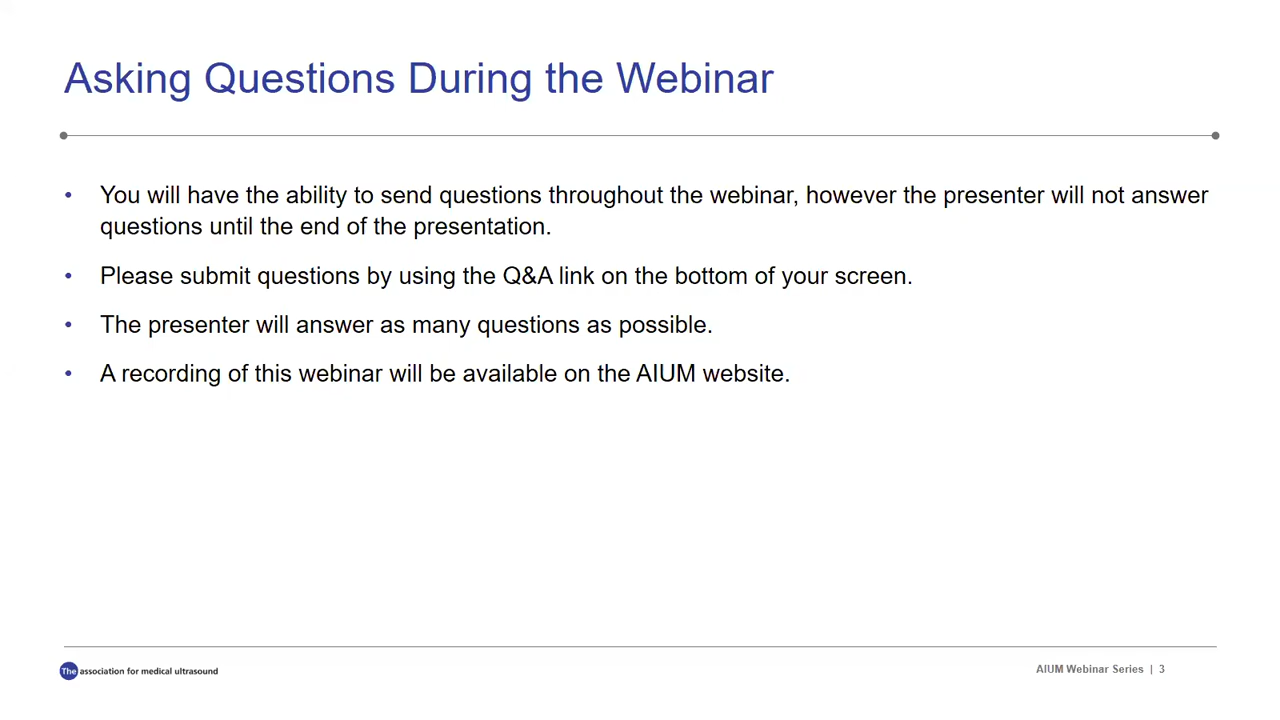 Asking Questions During the Webinar
• You will have the ability to send questions throughout the webinar, however the presenter will not answer
questions until the end of the presentation.
• Please submit questions by using the Q&A link on the bottom of your screen.
• The presenter will answer as many questions as possible.
• A recording of this webinar will be available on the AIUM website.
The association for medical ultrasound
AIUM Webinar Series | 3